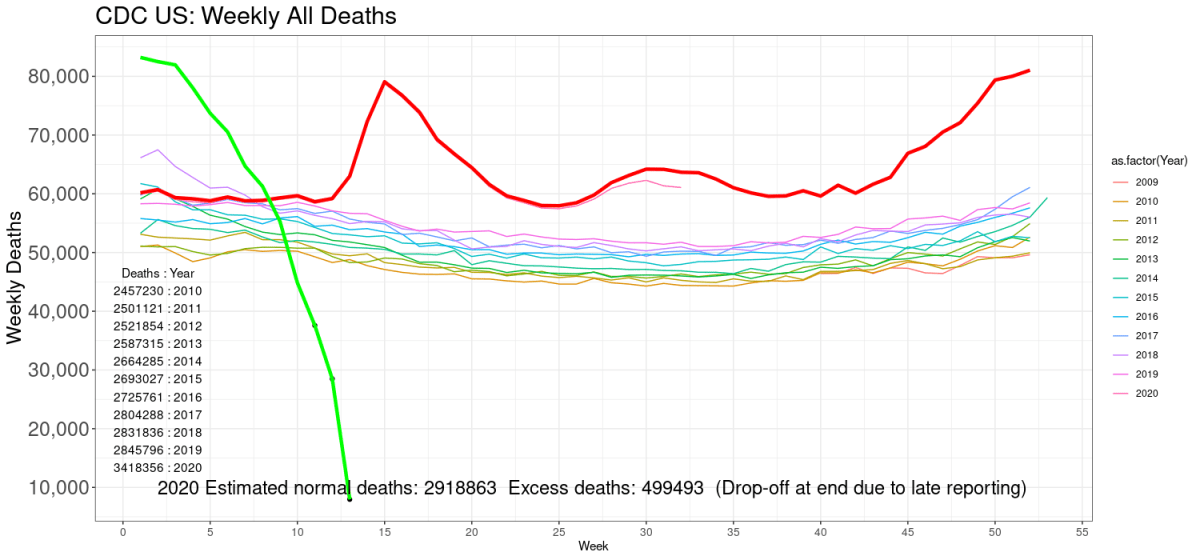 CDC US: Weekly All Deaths
Weekly Deaths
80,000
70,000
60,000
50,000
40,000
30,000
20,000
10,000
Deaths : Year
2457230 : 2010
2501121 : 2011
2521854 : 2012
2587315 : 2013
2664285 : 2014
2693027 : 2015
2725761 : 2016
2804288 : 2017
2831836 : 2018
2845796 : 2019
3418356 : 2020
2020 Estimated normal deaths: 2918863 Excess deaths: 499493 (Drop-off at end due to late reporting)
0 5 10 15 20 25 30 35 40 45 50 55
Week
as.factor(Year)
2009
2010
2011
2012
2013
2014
2015
2016
2017
2018
2019
2020